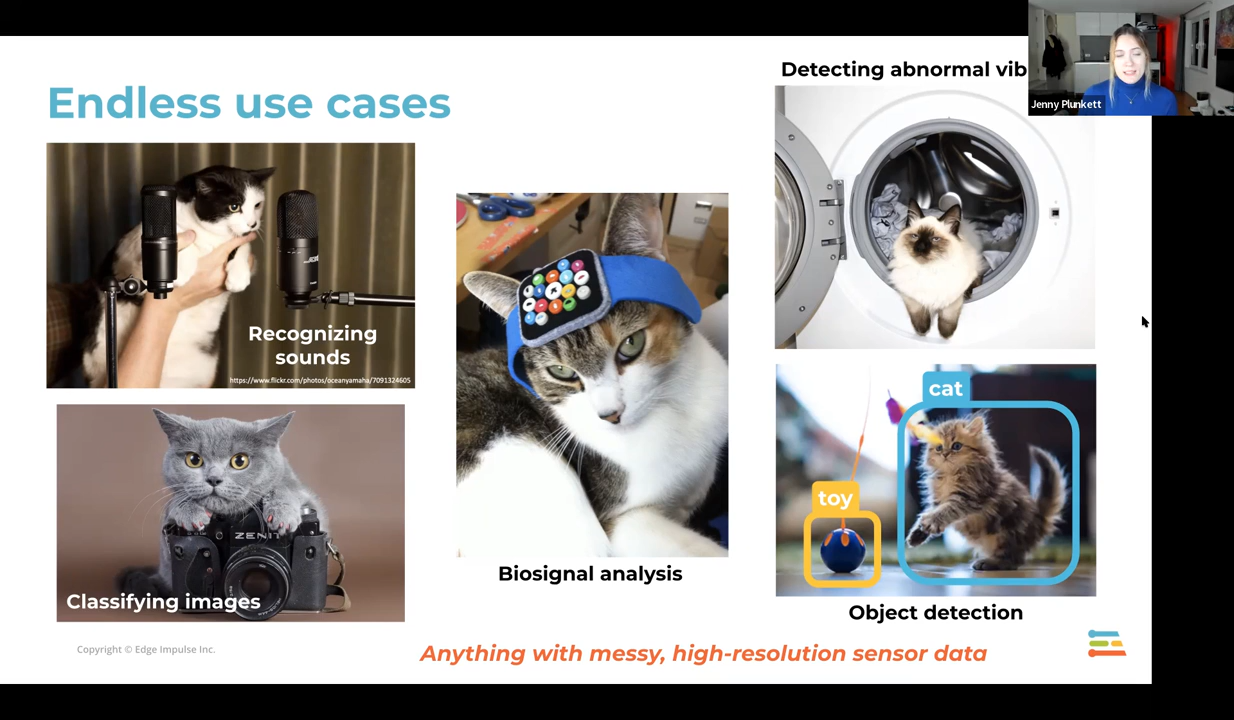 Endless use cases
Recognizing
sounds
https://www.flickr.com/photos/oceanyamaha/7091324605
ZENIT
Classifying images
Biosignal analysis
Detecting abnormal vib
Jenny Plunkett
cat
toy
Object detection
Copyright © Edge Impulse Inc.
Anything with messy, high-resolution sensor data